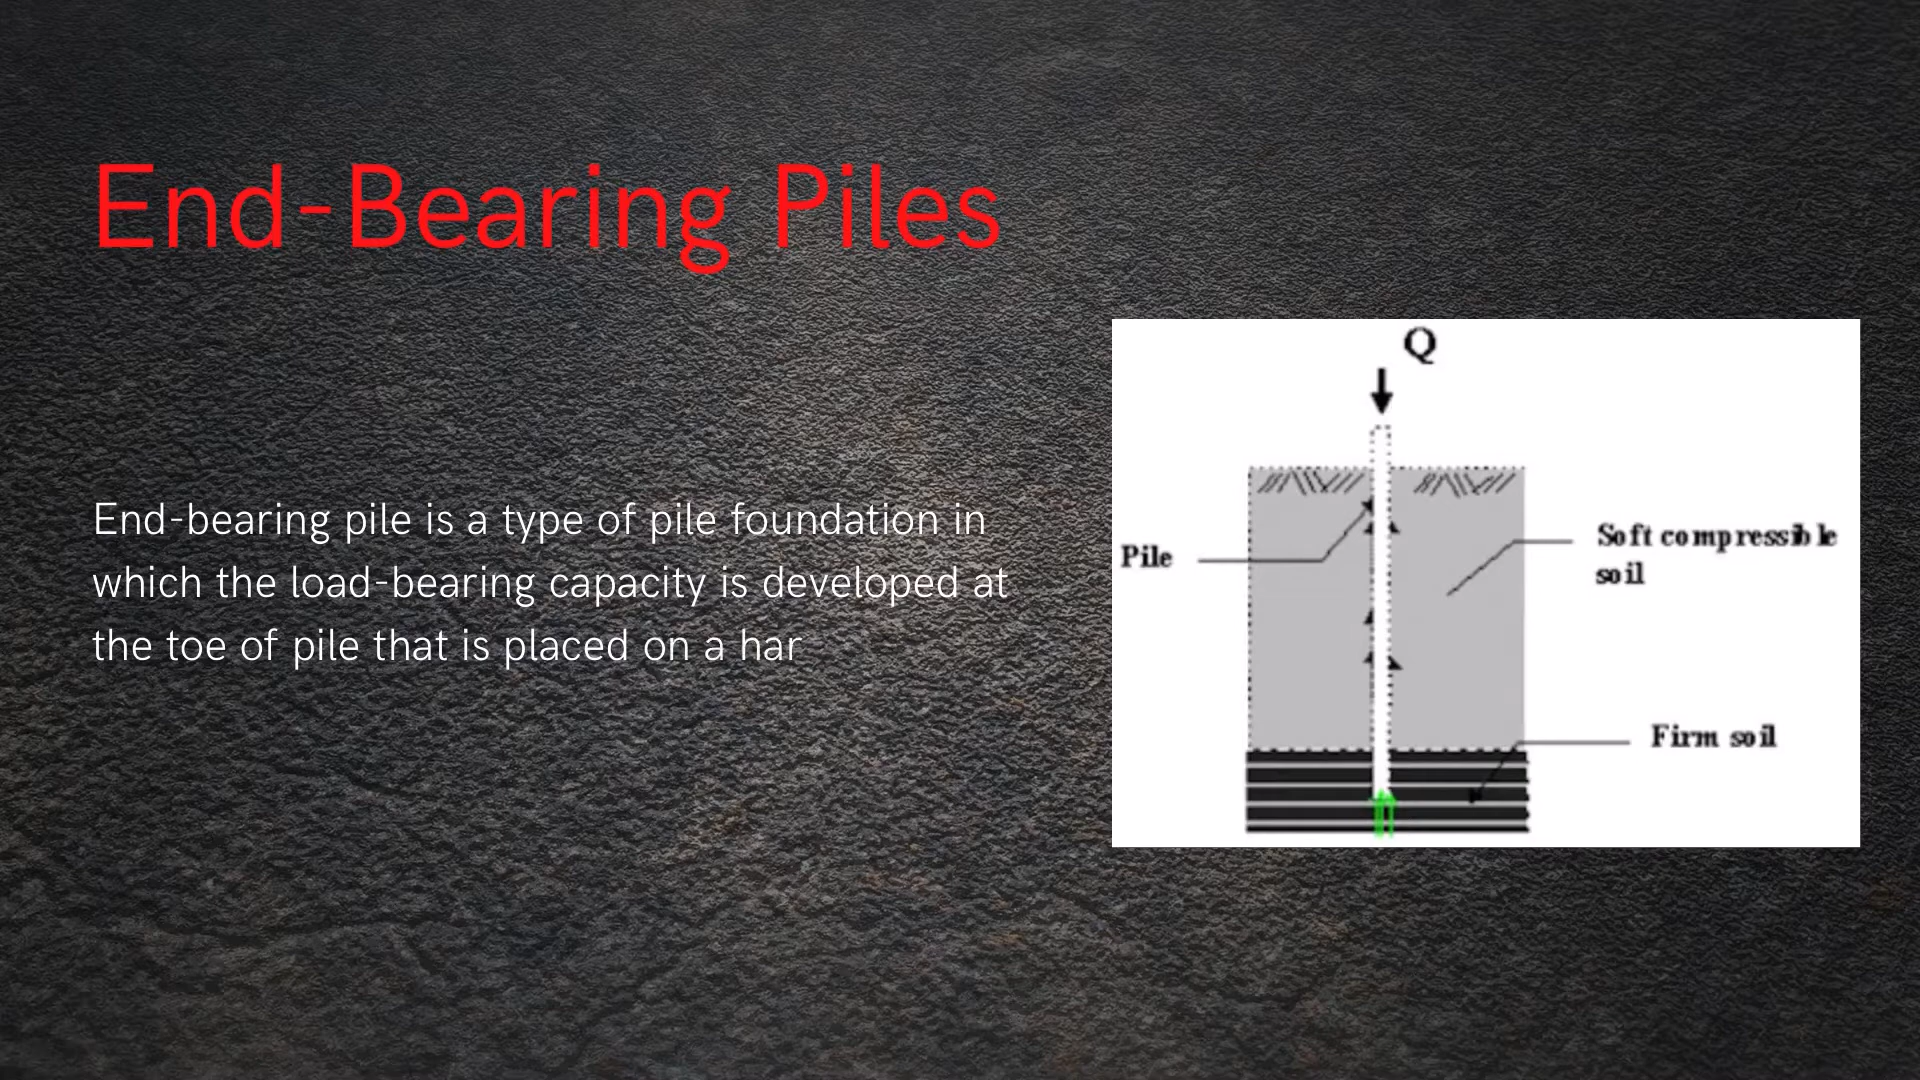 End-Bearing Piles
End-bearing pile is a type of pile foundation in
which the load-bearing capacity is developed at
the toe of pile that is placed on a har
Q
Pile
Soft compressible
soil
Firm soil